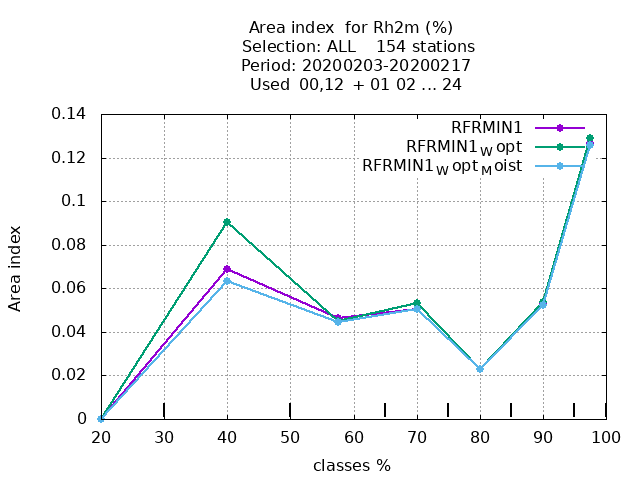 Area index  for Rh2m (%)
Selection: ALL    154 stations
Period: 20200203-20200217
Used  00,12  + 01 02 ... 24
0.14
0.12
0.1
0.08
0.06
0.04
0.02
0
Area index
RFRMIN1
RFRMIN1_W opt
RFRMIN1_W opt_M oist
20 30 40 50 60 70 80 90 100
classes %